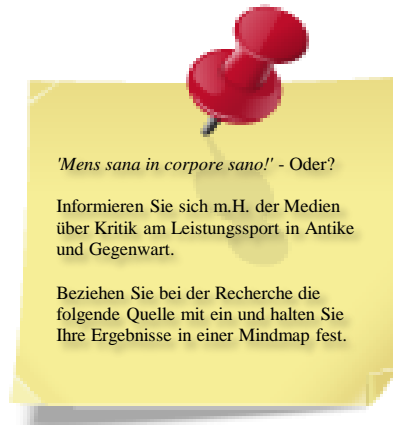 'Mens sana in corpore sano!' - Oder?
Informieren Sie sich m.H. der Medien
über Kritik am Leistungssport in Antike
und Gegenwart.
Beziehen Sie bei der Recherche die
folgende Quelle mit ein und halten Sie
Ihre Ergebnisse in einer Mindmap fest.